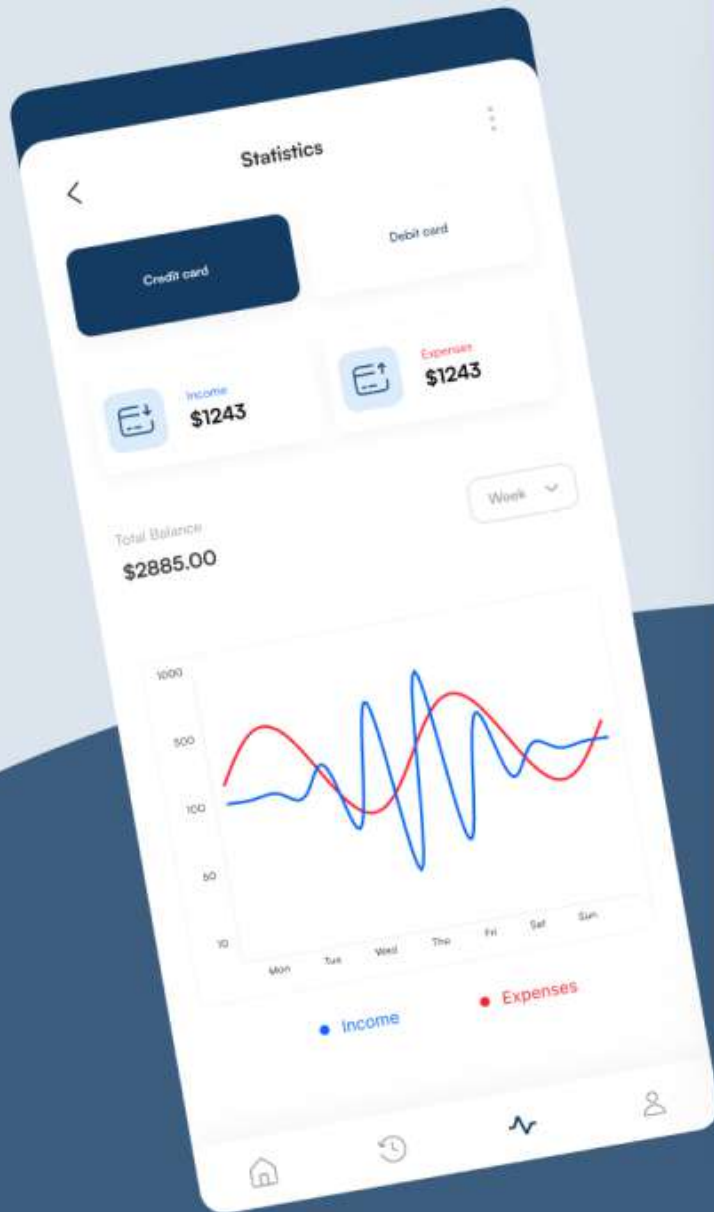 Statistics
Credit card
Debit card
Income
$1243
Expenses
$1243
Total Balance
$2885.00
Week
1000
500
100
50
10
Mon
Tue
Wed
Tho
Fri
Sat
Sun
Income
Expenses